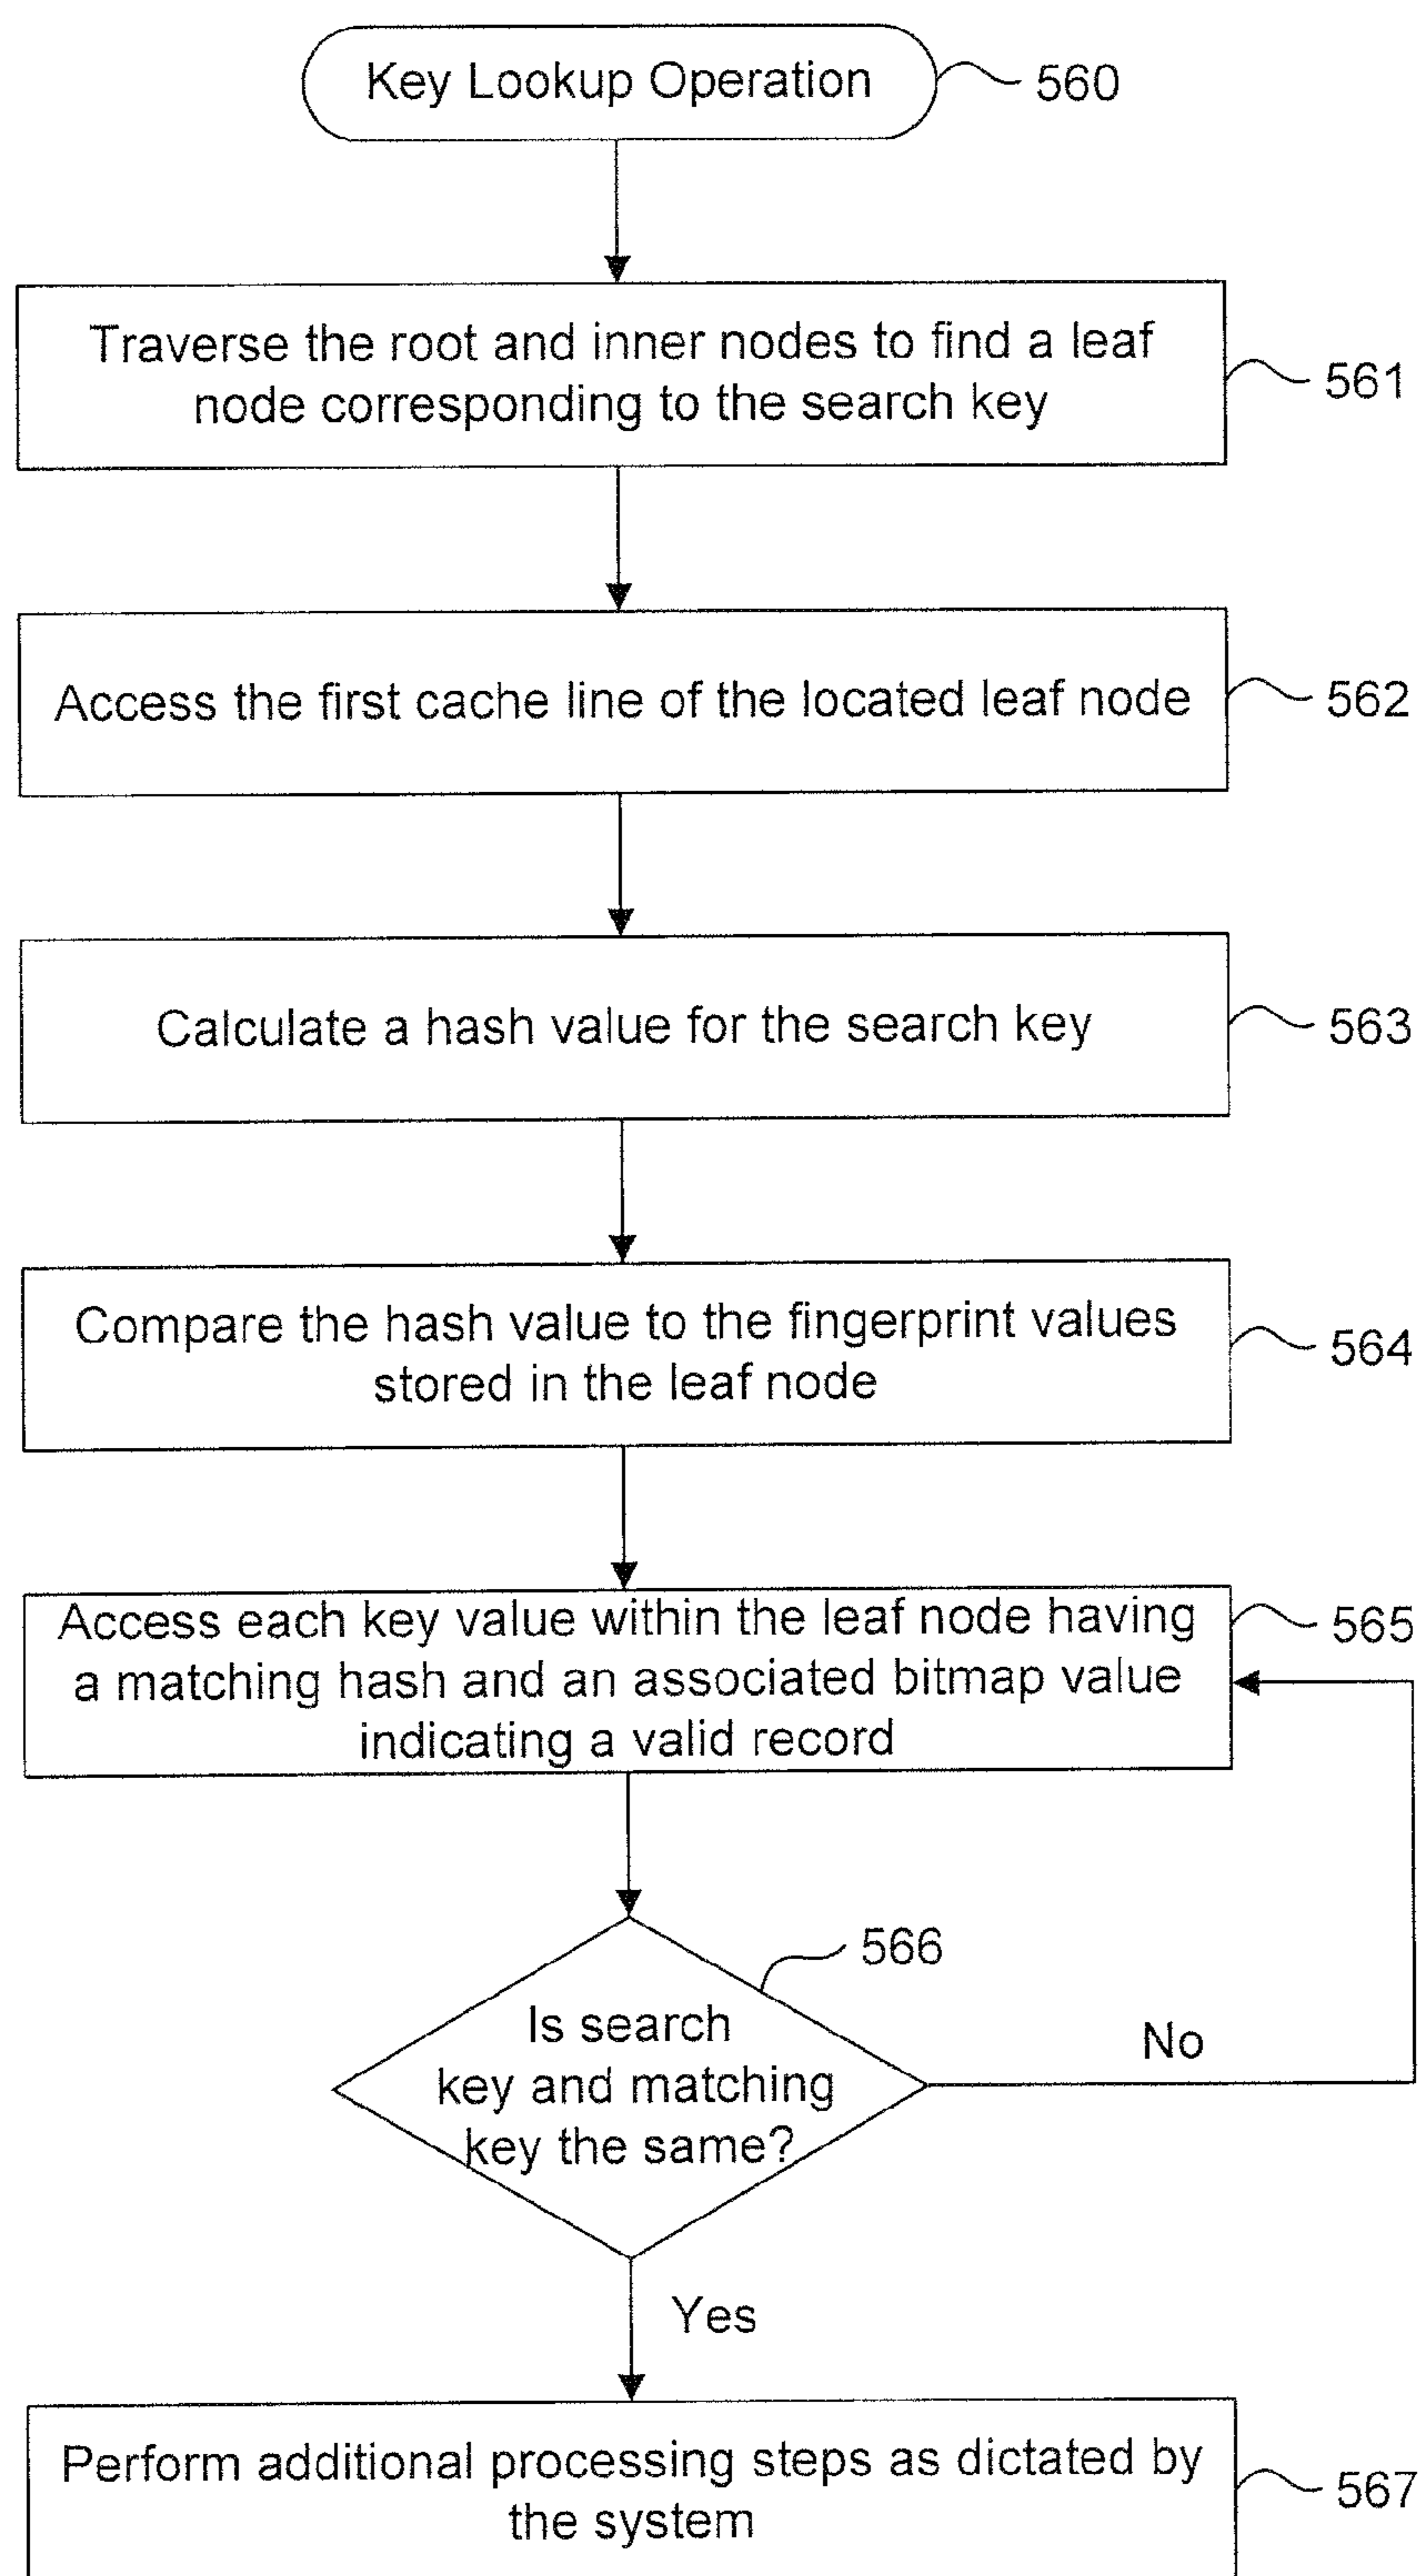 Key Lookup Operation
560
Traverse the root and inner nodes to find a leaf
node corresponding to the search key
561
Access the first cache line of the located leaf node
562
Calculate a hash value for the search key
563
Compare the hash value to the fingerprint values
stored in the leaf node
564
Access each key value within the leaf node having
a matching hash and an associated bitmap value
indicating a valid record
565
566
Is search
key and matching
key the same?
No
Yes
Perform additional processing steps as dictated by
the system
567